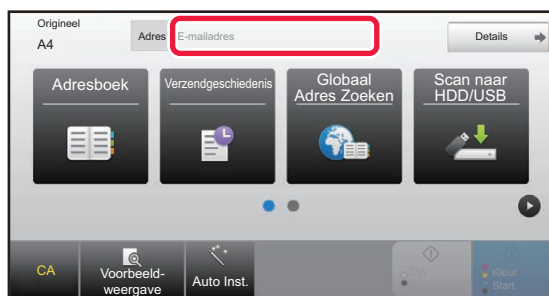 Origineel
A4
Adres
E-mailadres
Details
Adresboek
Verzendgeschiedenis
Globaal
Adres Zoeken
Scan naar
HDD/USB
CA
Voorbeeld-
weergave
Auto Inst.
Z/W
Start
Kleur
Start